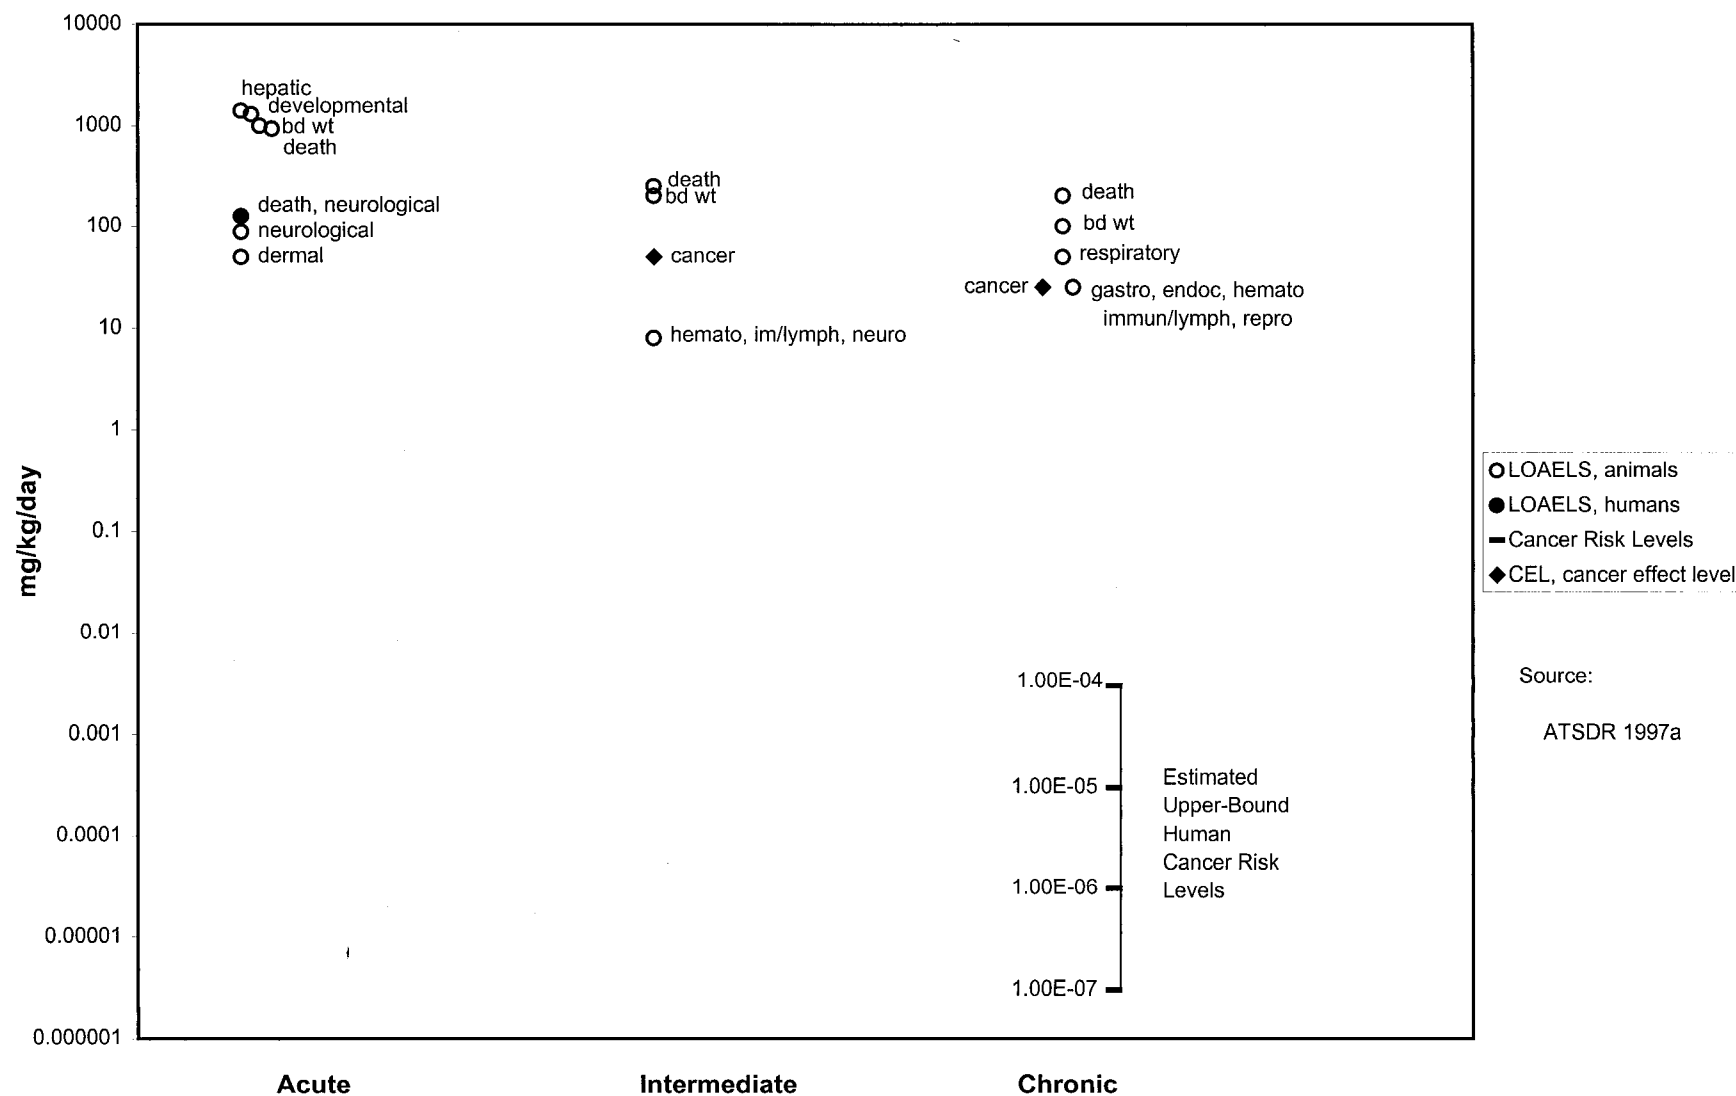 10000
1000
100
10
1
0.1
0.01
0.001
0.0001
0.00001
0.000001
mg/kg/day
hepatic
developmental
bd wt
death
death, neurological
neurological
dermal
death
bd wt
cancer
hemato, im/lymph, neuro
death
bd wt
respiratory
cancer
gastro, endoc, hemato
immun/lymph, repro
1.00E-04
1.00E-05
1.00E-06
1.00E-07
Estimated
Upper-Bound
Human
Cancer Risk
Levels
Acute
Intermediate
Chronic
LOAELS, animals
LOAELS, humans
Cancer Risk Levels
CEL, cancer effect level
Source:
ATSDR 1997a